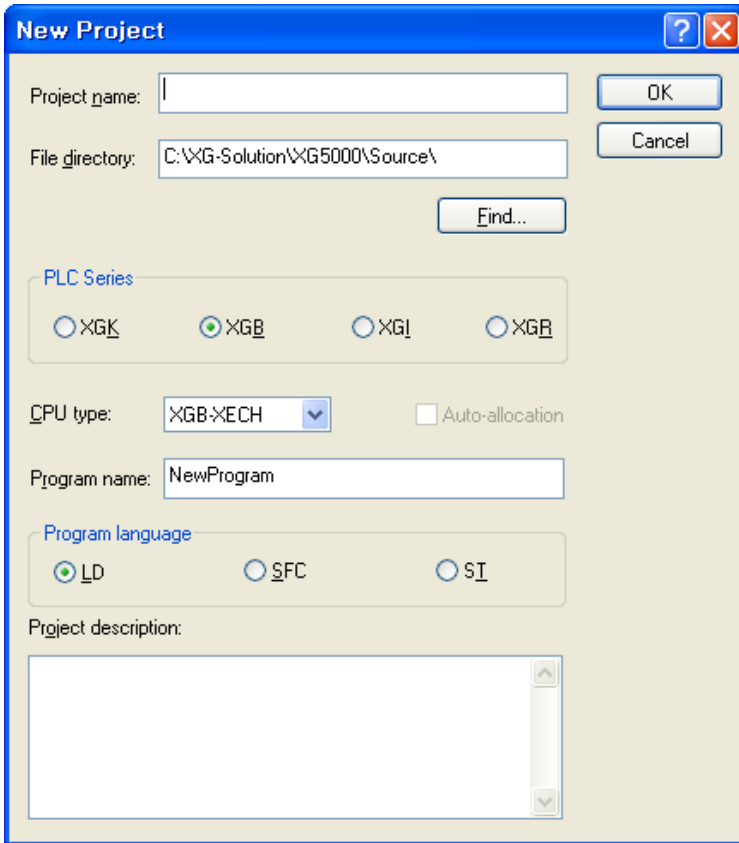 New Project
Project name:
OK
File directory: C:\XG-Solution\XG5000\Source\
Cancel
Find...
PLC Series
XGK XGB XGI XGR
CPU type: XGB-XECH Auto-allocation
Program name: NewProgram
Program language
LD SFC ST
Project description: